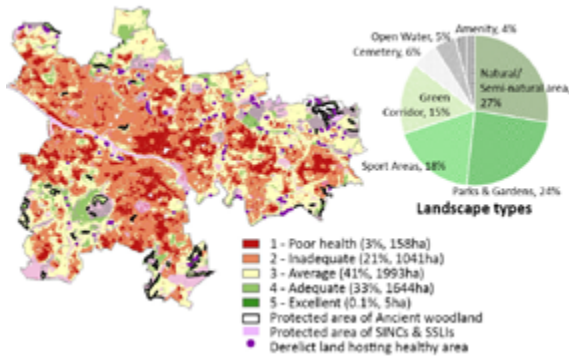 Open Water, 5%
Amenity, 4%
Cemetery, 6%
Natural/
Semi-natural area,
27%
Green
Corridor, 15%
Sport Areas, 18%
Parks & Gardens, 24%
Landscape types
1 - Poor health (3%, 158ha)
2 - Inadequate (21%, 1041ha)
3 - Average (41%, 1993ha)
4 - Adequate (33%, 1644ha)
5 - Excellent (0.1%, 5ha)
Protected area of Ancient woodland
Protected area of SINCs & SSLIs
Derelict land hosting healthy area